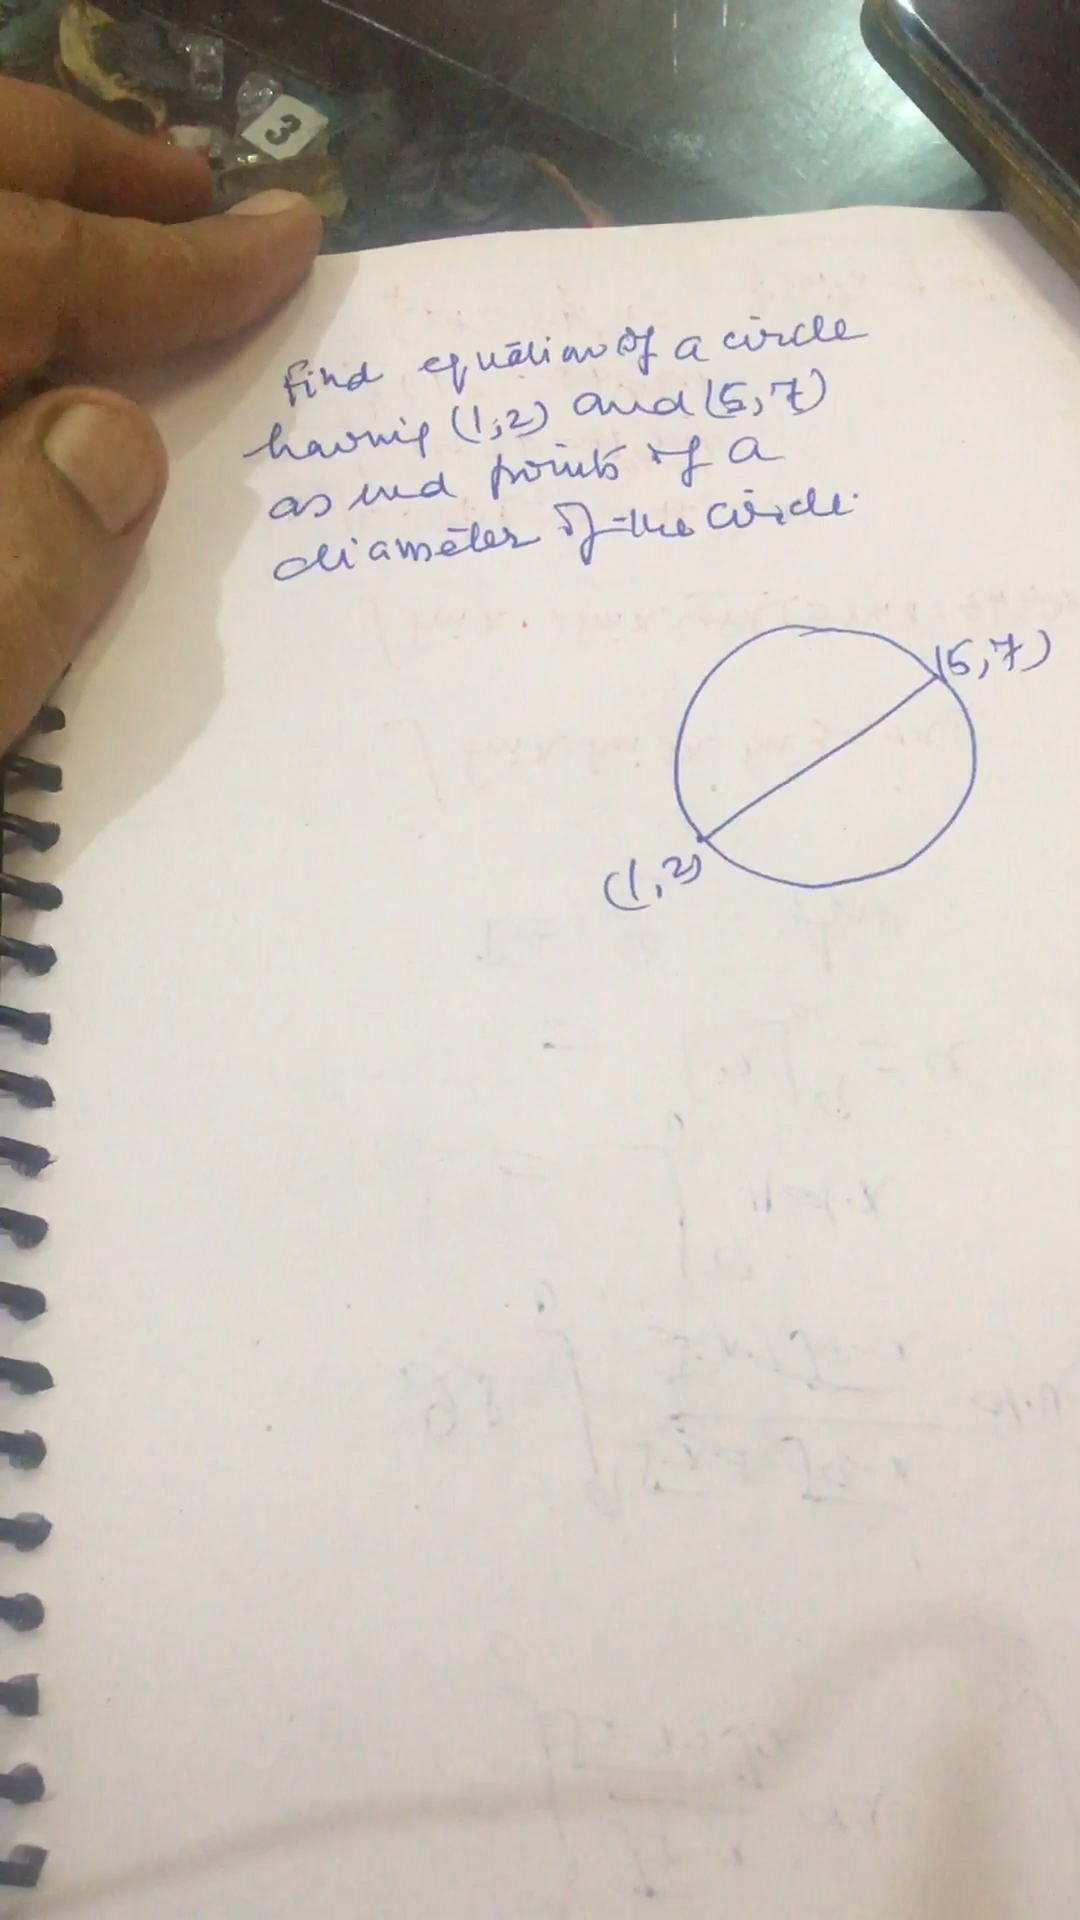 3
Find equation of a circle
having (1,2) and (5,7)
as end points of a
diameter of the circle.
(5,7)
(1,2)